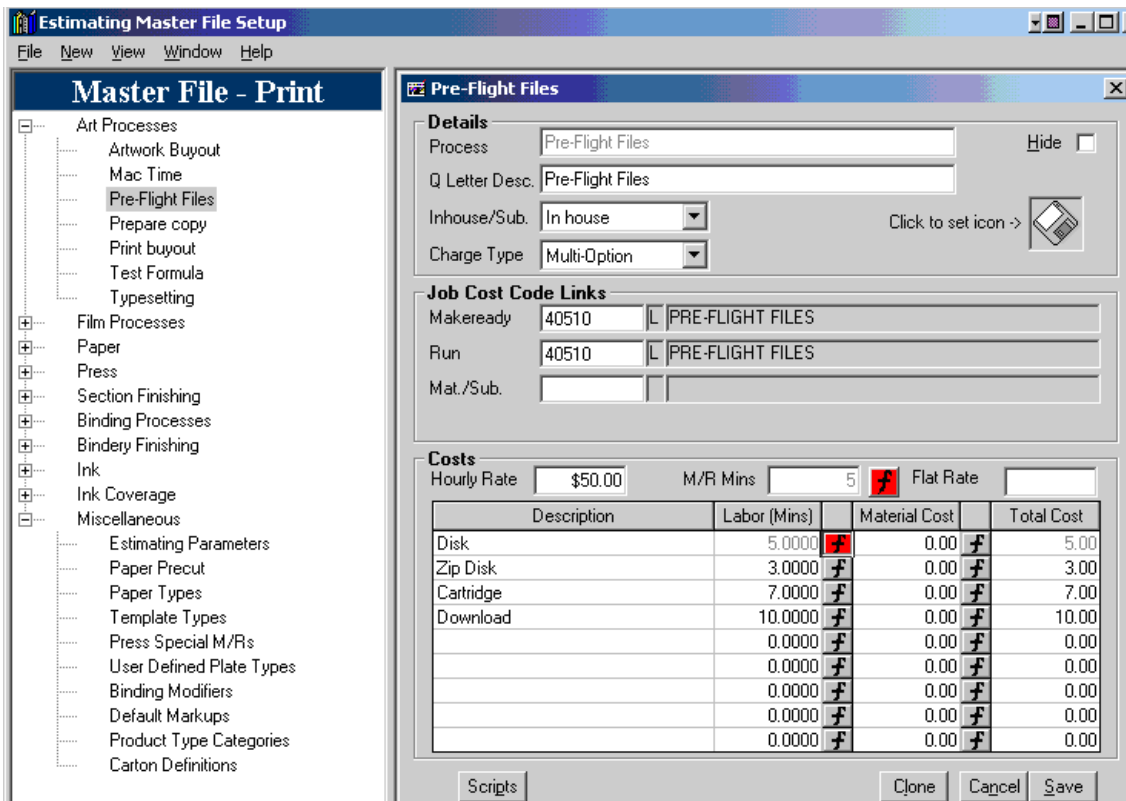 Estimating Master File Setup
File New View Window Help
Master File - Print
Art Processes
Artwork Buyout
Mac Time
Pre-Flight Files
Prepare copy
Print buyout
Test Formula
Typesetting
Film Processes
Paper
Press
Section Finishing
Binding Processes
Bindery Finishing
Ink
Ink Coverage
Miscellaneous
Estimating Parameters
Paper Precut
Paper Types
Template Types
Press Special M/Rs
User Defined Plate Types
Binding Modifiers
Default Markups
Product Type Categories
Carton Definitions
Pre-Flight Files
Details
Process Pre-Flight Files Hide
Q Letter Desc. Pre-Flight Files
Inhouse/Sub. In house Click to set icon ->
Charge Type Multi-Option
Job Cost Code Links
Makeready 40510 L PRE-FLIGHT FILES
Run 40510 L PRE-FLIGHT FILES
Mat./Sub.
Costs
Hourly Rate $50.00 M/R Mins 5 f Flat Rate
Description Labor (Mins) Material Cost Total Cost
Disk 5.0000 f 0.00 f 5.00
Zip Disk 3.0000 f 0.00 f 3.00
Cartridge 7.0000 f 0.00 f 7.00
Download 10.0000 f 0.00 f 10.00
0.0000 f 0.00 f 0.00
0.0000 f 0.00 f 0.00
0.0000 f 0.00 f 0.00
0.0000 f 0.00 f 0.00
0.0000 f 0.00 f 0.00
Scripts Clone Cancel Save